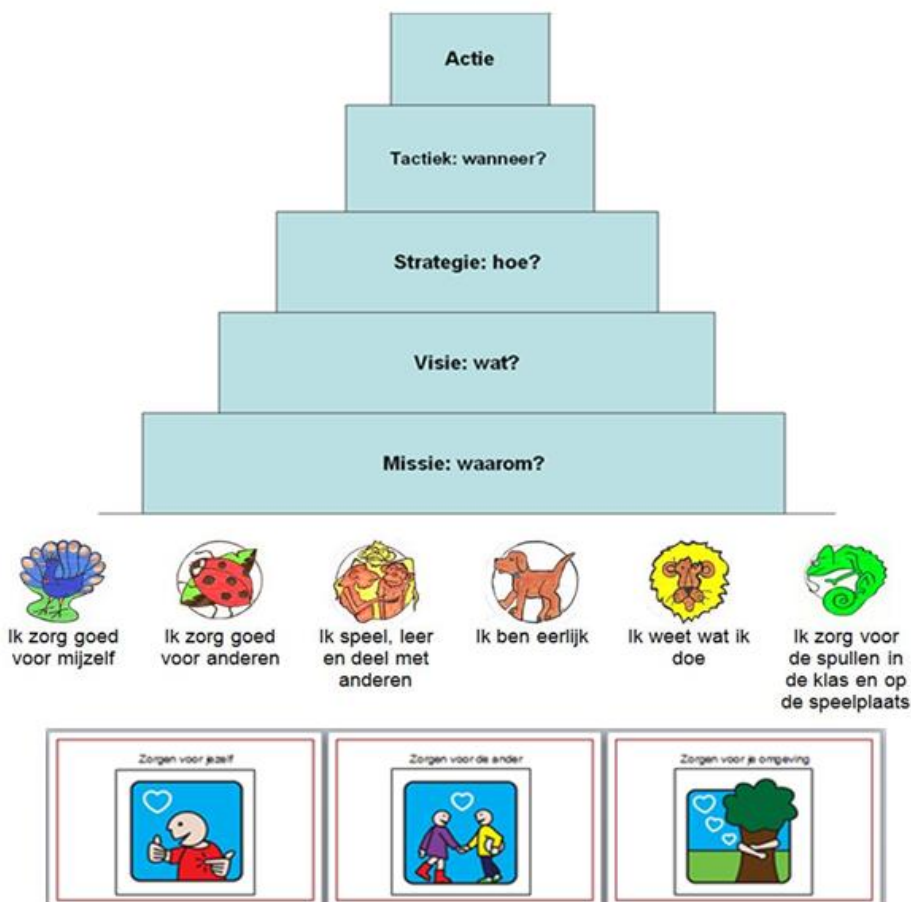 Actie
Tactiek: wanneer?
Strategie: hoe?
Visie: wat?
Missie: waarom?
Ik zorg goed
voor mijzelf
Ik zorg goed
voor anderen
Ik speel, leer
en deel met
anderen
Ik ben eerlijk
Ik weet wat ik
doe
Ik zorg voor
de spullen in
de klas en op
de speelplaats
Zorgen voor jezelf
Zorgen voor de ander
Zorgen voor je omgeving